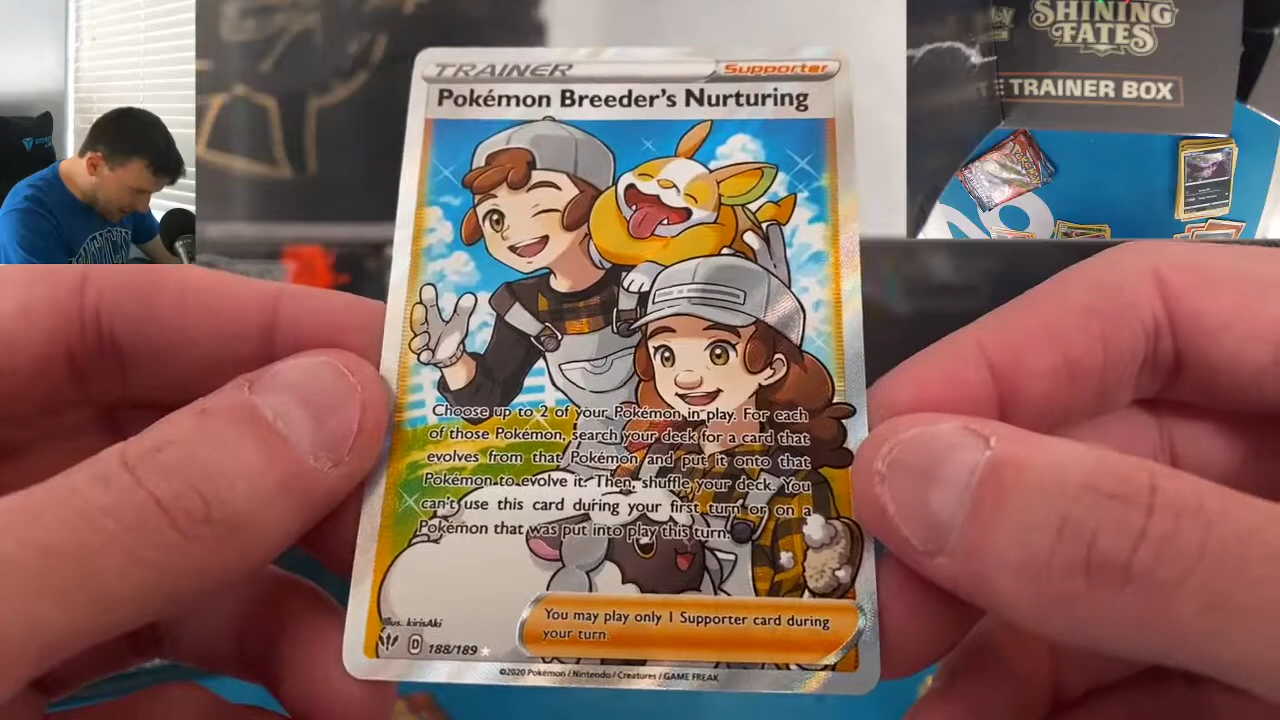 SHINING
FATES
E TRAINER BOX
TRAINER
Supporter
Pokémon Breeder's Nurturing
Choose up to 2 of your Pokémon in play. For each
of those Pokémon, search your deck for a card that
evolves from that Pokémon and put it onto that
Pokémon to evolve it. Then, shuffle your deck. You
can't use this card during your first turn or on a
Pokémon that was put into play this turn.
You may play only 1 Supporter card during
your turn.
Illus. kirisAki
D
188/189
©2020 Pokémon / Nintendo / Creatures / GAME FREAK